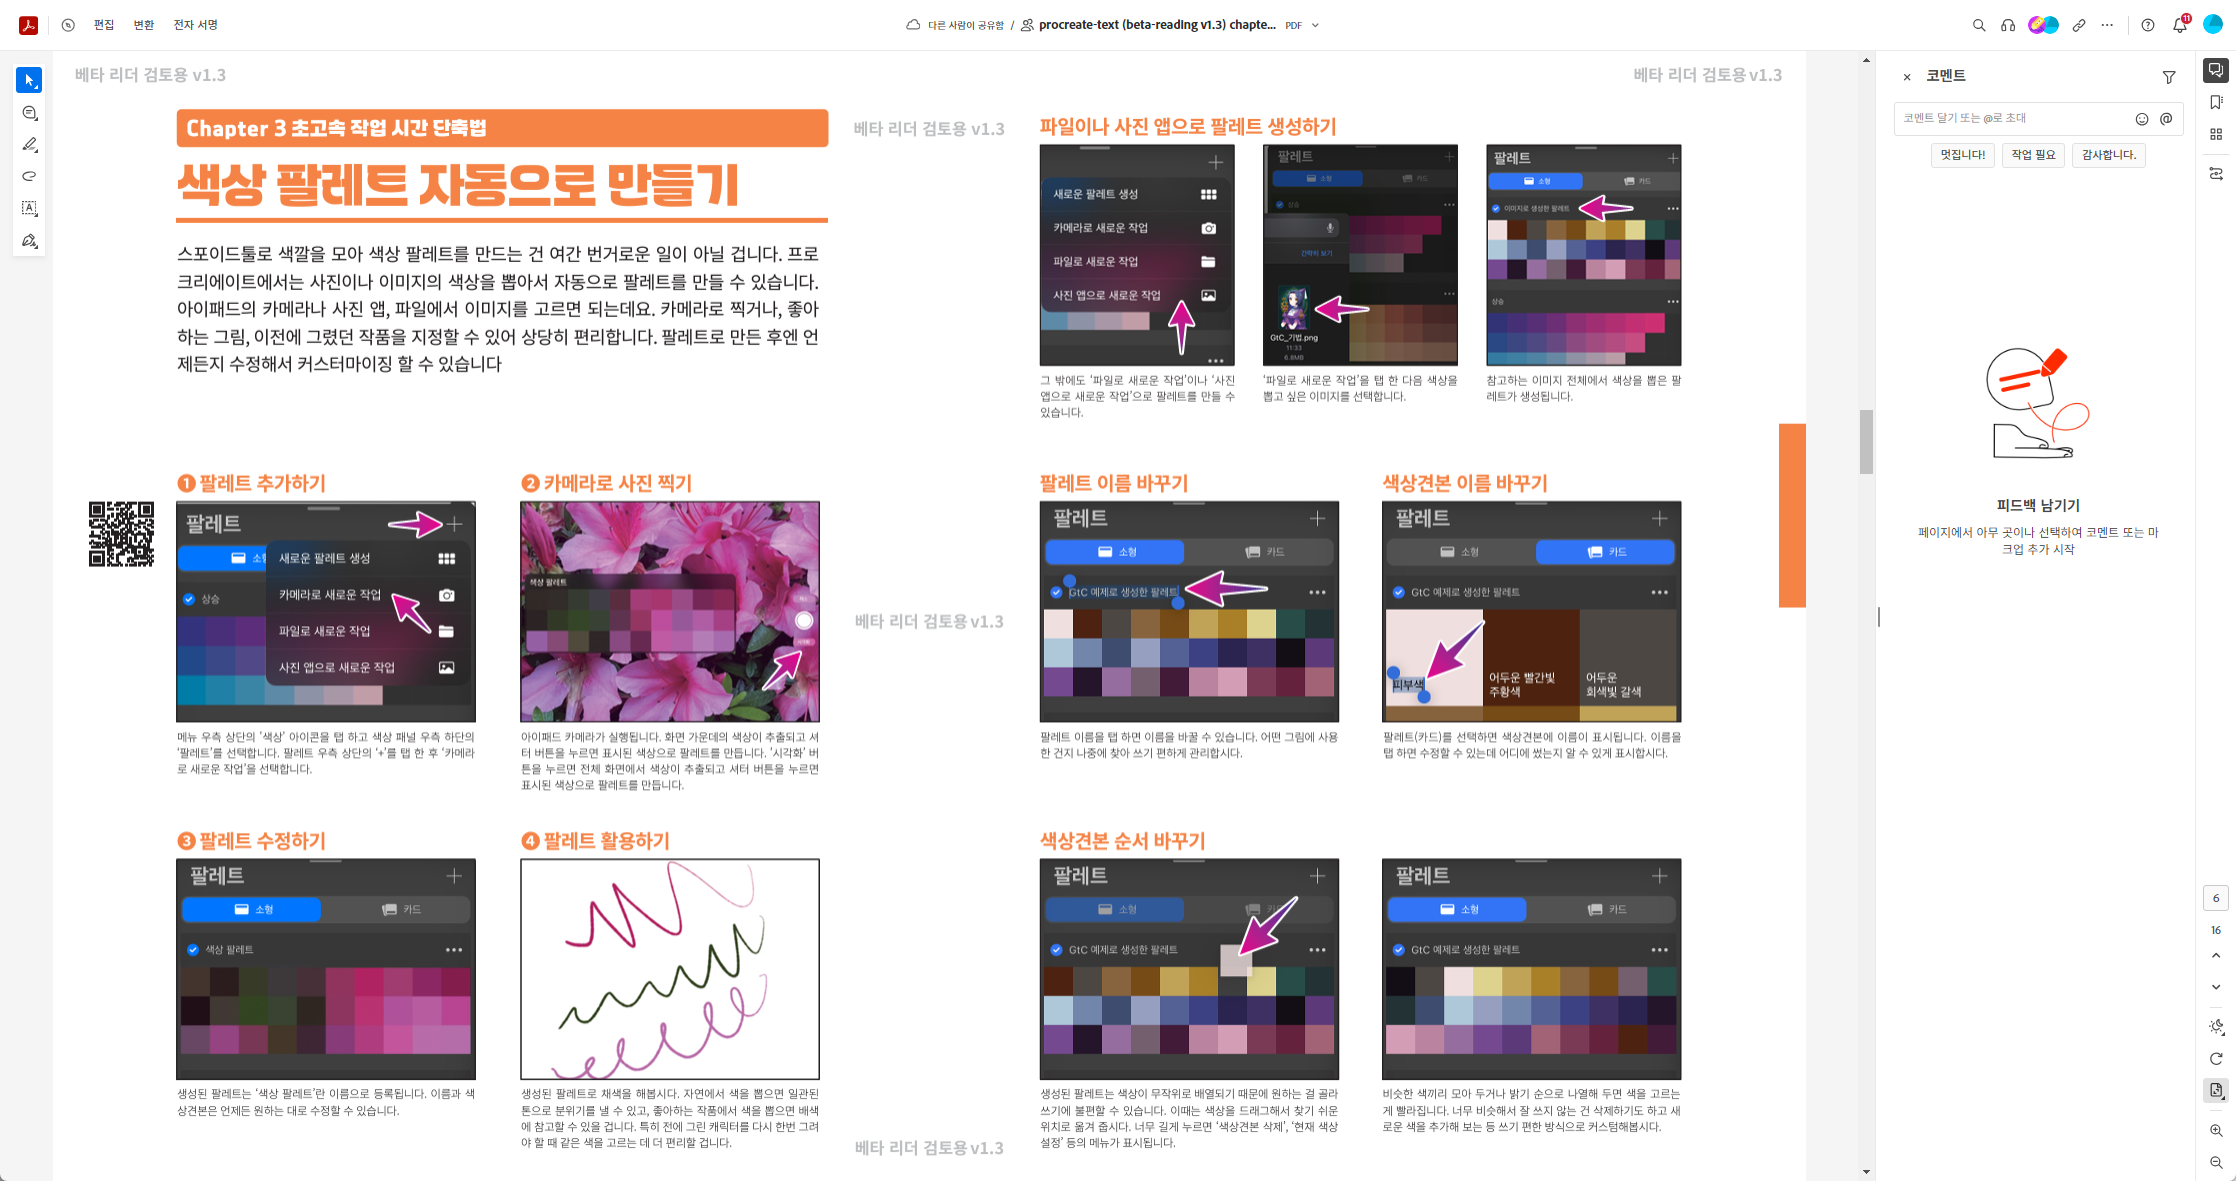 편집
변환
전자 서명
다른 사람이 공유함 /
procreate-text (beta-reading v1.3) chapte...
PDF
11
베타 리더 검토용 v1.3
베타 리더 검토용 v1.3
Chapter 3 초고속 작업 시간 단축법
색상 팔레트 자동으로 만들기
스포이드툴로 색깔을 모아 색상 팔레트를 만드는 건 여간 번거로운 일이 아닐 겁니다. 프로
크리에이트에서는 사진이나 이미지의 색상을 뽑아서 자동으로 팔레트를 만들 수 있습니다.
아이패드의 카메라나 사진 앱, 파일에서 이미지를 고르면 되는데요. 카메라로 찍거나, 좋아
하는 그림, 이전에 그렸던 작품을 지정할 수 있어 상당히 편리합니다. 팔레트로 만든 후엔 언
제든지 수정해서 커스터마이징 할 수 있습니다
❶ 팔레트 추가하기
팔레트
소형
새로운 팔레트 생성
상승
카메라로 새로운 작업
파일로 새로운 작업
사진 앱으로 새로운 작업
메뉴 우측 상단의 '색상' 아이콘을 탭 하고 색상 패널 우측 하단의
'팔레트'를 선택합니다. 팔레트 우측 상단의 '+'를 탭 한 후 '카메라
로 새로운 작업'을 선택합니다.
❷ 카메라로 사진 찍기
색상 팔레트
아이패드 카메라가 실행됩니다. 화면 가운데의 색상이 추출되고 셔
터 버튼을 누르면 표시된 색상으로 팔레트를 만듭니다. '시각화' 버
튼을 누르면 전체 화면에서 색상이 추출되고 셔터 버튼을 누르면
표시된 색상으로 팔레트를 만듭니다.
❸ 팔레트 수정하기
팔레트
소형
카드
색상 팔레트
생성된 팔레트는 '색상 팔레트'란 이름으로 등록됩니다. 이름과 색
상견본은 언제든 원하는 대로 수정할 수 있습니다.
❹ 팔레트 활용하기
생성된 팔레트로 채색을 해봅시다. 자연에서 색을 뽑으면 일관된
톤으로 분위기를 낼 수 있고, 좋아하는 작품에서 색을 뽑으면 배색
에 참고할 수 있을 겁니다. 특히 전에 그린 캐릭터를 다시 한번 그려
야 할 때 같은 색을 고르는 데 더 편리할 겁니다.
베타 리더 검토용 v1.3
베타 리더 검토용 v1.3
베타 리더 검토용 v1.3
파일이나 사진 앱으로 팔레트 생성하기
새로운 팔레트 생성
카메라로 새로운 작업
파일로 새로운 작업
사진 앱으로 새로운 작업
그 밖에도 '파일로 새로운 작업'이나 '사진
앱으로 새로운 작업'으로 팔레트를 만들 수
있습니다.
팔레트
소형
카드
상승
간략히 보기
GtC_기법.png
11:33
6.8MB
'파일로 새로운 작업'을 탭 한 다음 색상을
뽑고 싶은 이미지를 선택합니다.
팔레트
소형
카드
이미지로 생성한 팔레트
상승
참고하는 이미지 전체에서 색상을 뽑은 팔
레트가 생성됩니다.
팔레트 이름 바꾸기
팔레트
소형
카드
GtC 예제로 생성한 팔레트
팔레트 이름을 탭 하면 이름을 바꿀 수 있습니다. 어떤 그림에 사용
한 건지 나중에 찾아 쓰기 편하게 관리합시다.
색상견본 이름 바꾸기
팔레트
소형
카드
GtC 예제로 생성한 팔레트
피부색
어두운 빨간빛
주황색
어두운
회색빛 갈색
팔레트(카드)를 선택하면 색상견본에 이름이 표시됩니다. 이름을
탭 하면 수정할 수 있는데 어디에 썼는지 알 수 있게 표시합시다.
색상견본 순서 바꾸기
팔레트
소형
카드
GtC 예제로 생성한 팔레트
생성된 팔레트는 색상이 무작위로 배열되기 때문에 원하는 걸 골라
쓰기에 불편할 수 있습니다. 이때는 색상을 드래그해서 찾기 쉬운
위치로 옮겨 줍시다. 너무 길게 누르면 '색상견본 삭제', '현재 색상
설정' 등의 메뉴가 표시됩니다.
팔레트
소형
카드
GtC 예제로 생성한 팔레트
비슷한 색끼리 모아 두거나 밝기 순으로 나열해 두면 색을 고르는
게 빨라집니다. 너무 비슷해서 잘 쓰지 않는 건 삭제하기도 하고 새
로운 색을 추가해 보는 등 쓰기 편한 방식으로 커스텀해봅시다.
코멘트
코멘트 달기 또는 @로 초대
멋집니다!
작업 필요
감사합니다.
피드백 남기기
페이지에서 아무 곳이나 선택하여 코멘트 또는 마
크업 추가 시작
6
16